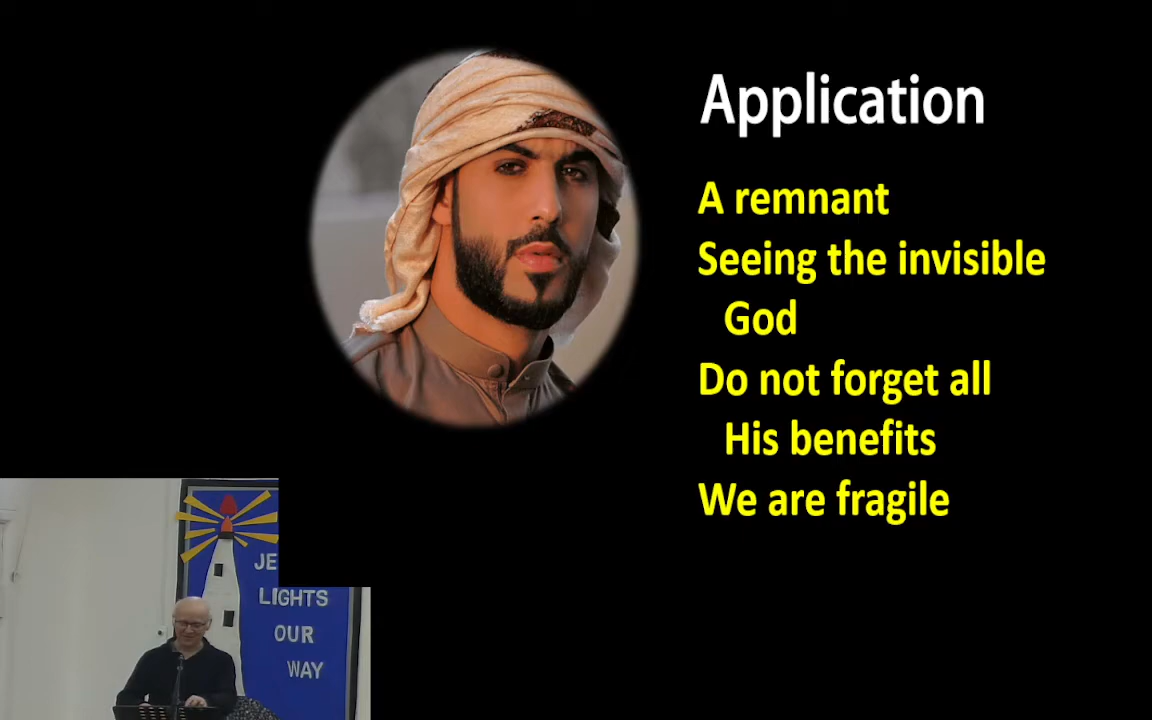 Application
A remnant
Seeing the invisible
God
Do not forget all
His benefits
We are fragile
JE
LIGHTS
OUR
WAY